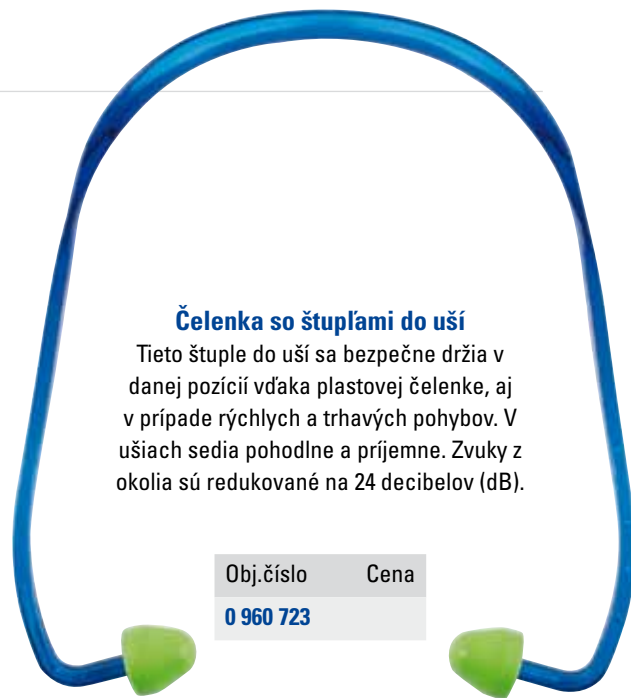 Čelenka so štupľami do uší
Tieto štuple do uší sa bezpečne držia v
danej pozícií vďaka plastovej čelenke, aj
v prípade rýchlych a trhavých pohybov. V
ušiach sedia pohodlne a príjemne. Zvuky z
okolia sú redukované na 24 decibelov (dB).
Obj.číslo Cena
0 960 723